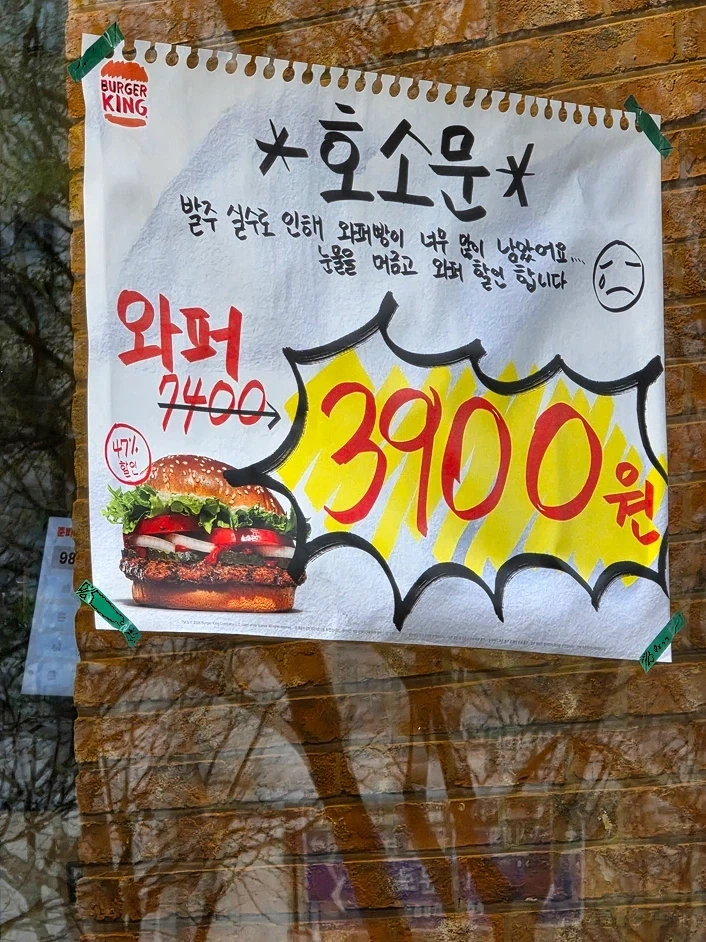 BURGER
KING
*호소문*
발주 실수로 인해 와퍼빵이 너무 많이 남았어요....
눈물을 머금고 와퍼 할인 합니다
와퍼
7400
47%
할인
3900원
98